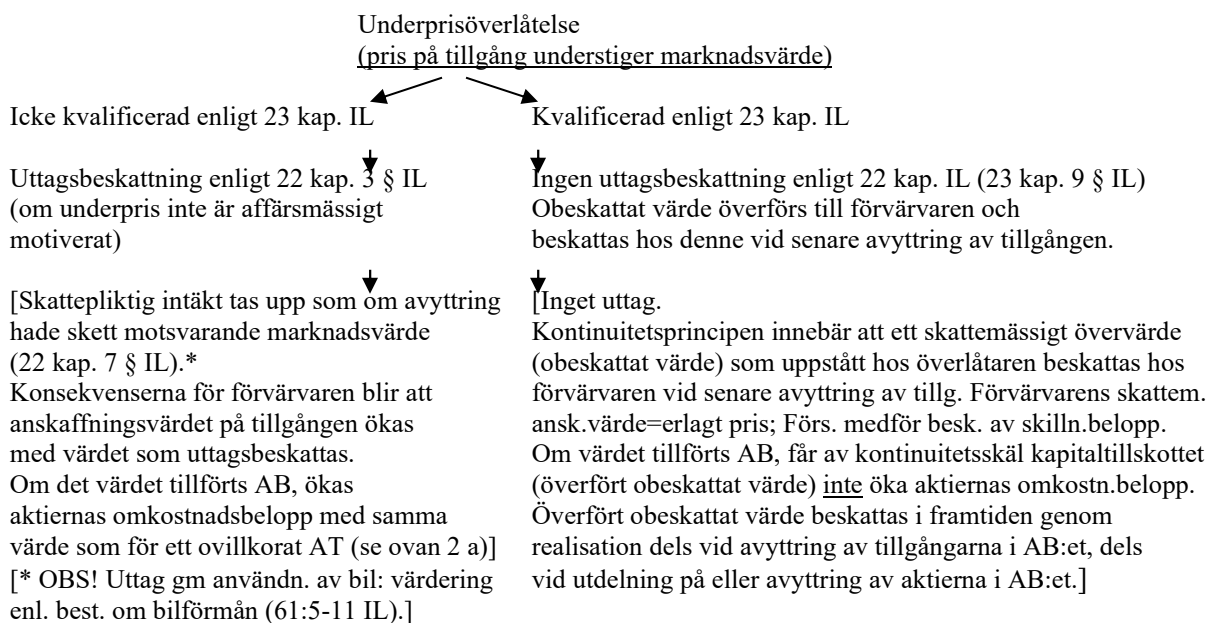 Underprisöverlåtelse
(pris på tillgång understiger marknadsvärde)
Icke kvalificerad enligt 23 kap. IL
Uttagsbeskattning enligt 22 kap. 3 § IL
(om underpris inte är affärsmässigt
motiverat)
[Skattepliktig intäkt tas upp som om avyttring
hade skett motsvarande marknadsvärde
(22 kap. 7 § IL).*
Konsekvenserna för förvärvaren blir att
anskaffningsvärdet på tillgången ökas
med värdet som uttagsbeskattas.
Om det värdet tillförts AB, ökas
aktiernas omkostnadsbelopp med samma
värde som för ett ovillkorat AT (se ovan 2 a)]
[* OBS! Uttag gm användn. av bil: värdering
enl. best. om bilförmån (61:5-11 IL).]
Kvalificerad enligt 23 kap. IL
Ingen uttagsbeskattning enligt 22 kap. IL (23 kap. 9 § IL)
Obeskattat värde överförs till förvärvaren och
beskattas hos denne vid senare avyttring av tillgången.
[Inget uttag.
Kontinuitetsprincipen innebär att ett skattemässigt övervärde
(obeskattat värde) som uppstått hos överlåtaren beskattas hos
förvärvaren vid senare avyttring av tillg. Förvärvarens skattem.
ansk.värde=erlagt pris; Förs. medför besk. av skilln.belopp.
Om värdet tillförts AB, får av kontinuitetsskäl kapitaltillskottet
(överfört obeskattat värde) inte öka aktiernas omkostn.belopp.
Överfört obeskattat värde beskattas i framtiden genom
realisation dels vid avyttring av tillgångarna i AB:et, dels
vid utdelning på eller avyttring av aktierna i AB:et.]